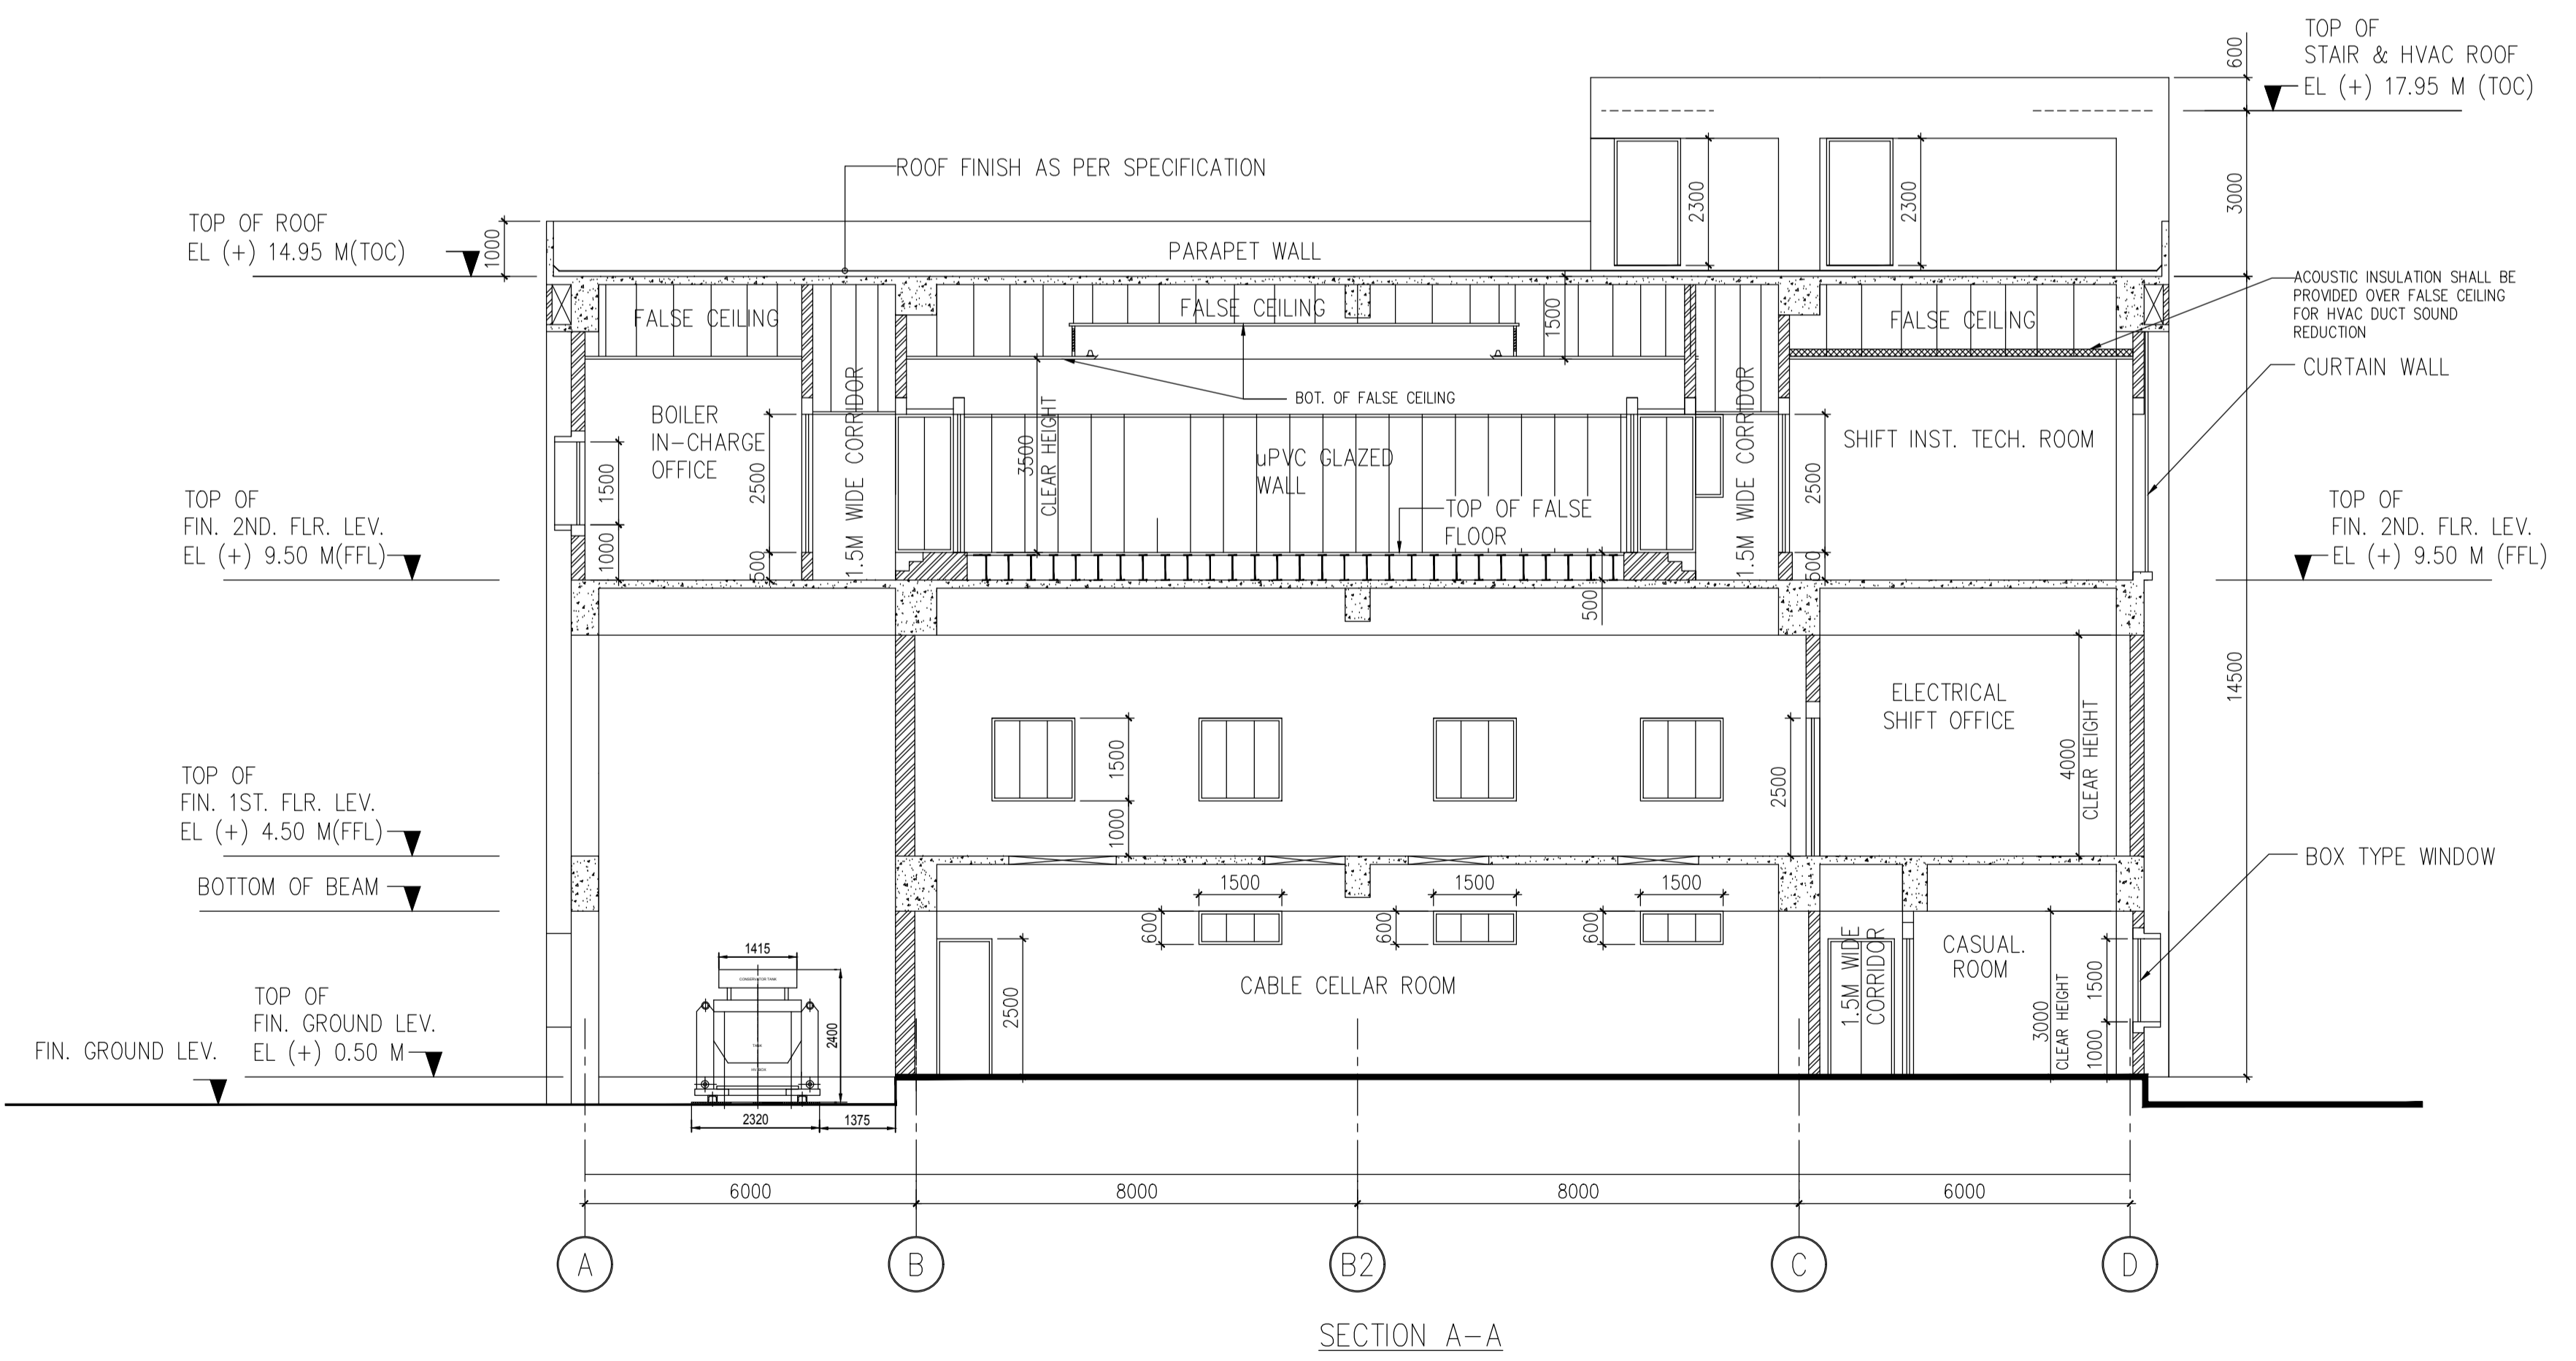 TOP OF
STAIR & HVAC ROOF
EL (+) 17.95 M (TOC)
600
3000
2300
2300
ROOF FINISH AS PER SPECIFICATION
TOP OF ROOF
EL (+) 14.95 M(TOC)
1000
PARAPET WALL
ACOUSTIC INSULATION SHALL BE
PROVIDED OVER FALSE CEILING
FOR HVAC DUCT SOUND
REDUCTION
FALSE CEILING
FALSE CEILING
1500
FALSE CEILING
CURTAIN WALL
BOT. OF FALSE CEILING
BOILER
IN-CHARGE
OFFICE
1.5M WIDE CORRIDOR
3500
CLEAR HEIGHT
uPVC GLAZED
WALL
1.5M WIDE CORRIDOR
SHIFT INST. TECH. ROOM
1500
1000
2500
500
2500
500
TOP OF FALSE
FLOOR
500
TOP OF
FIN. 2ND. FLR. LEV.
EL (+) 9.50 M(FFL)
TOP OF
FIN. 2ND. FLR. LEV.
EL (+) 9.50 M (FFL)
14500
ELECTRICAL
SHIFT OFFICE
4000
CLEAR HEIGHT
1500
1000
2500
TOP OF
FIN. 1ST. FLR. LEV.
EL (+) 4.50 M(FFL)
BOTTOM OF BEAM
BOX TYPE WINDOW
1500
1500
1500
600
600
600
CABLE CELLAR ROOM
2500
1.5M WIDE
CORRIDOR
CASUAL.
ROOM
3000
CLEAR HEIGHT
1500
1000
1415
CONSERVATOR TANK
TANK
2400
2320
1375
TOP OF
FIN. GROUND LEV.
EL (+) 0.50 M
FIN. GROUND LEV.
6000
8000
8000
6000
A
B
B2
C
D
SECTION A-A